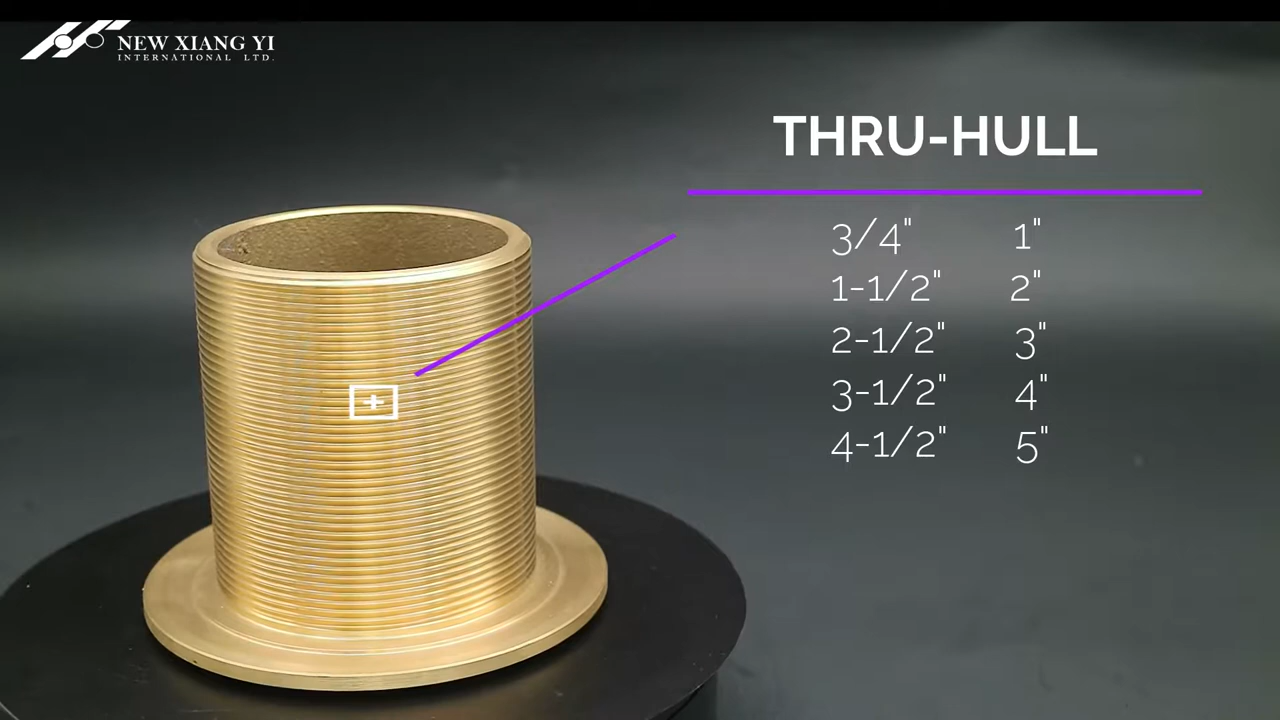 NEW XIANG YI
INTERNATIONAL LTD.
THRU-HULL
3/4" 1"
1-1/2" 2"
2-1/2" 3"
3-1/2" 4"
4-1/2" 5"